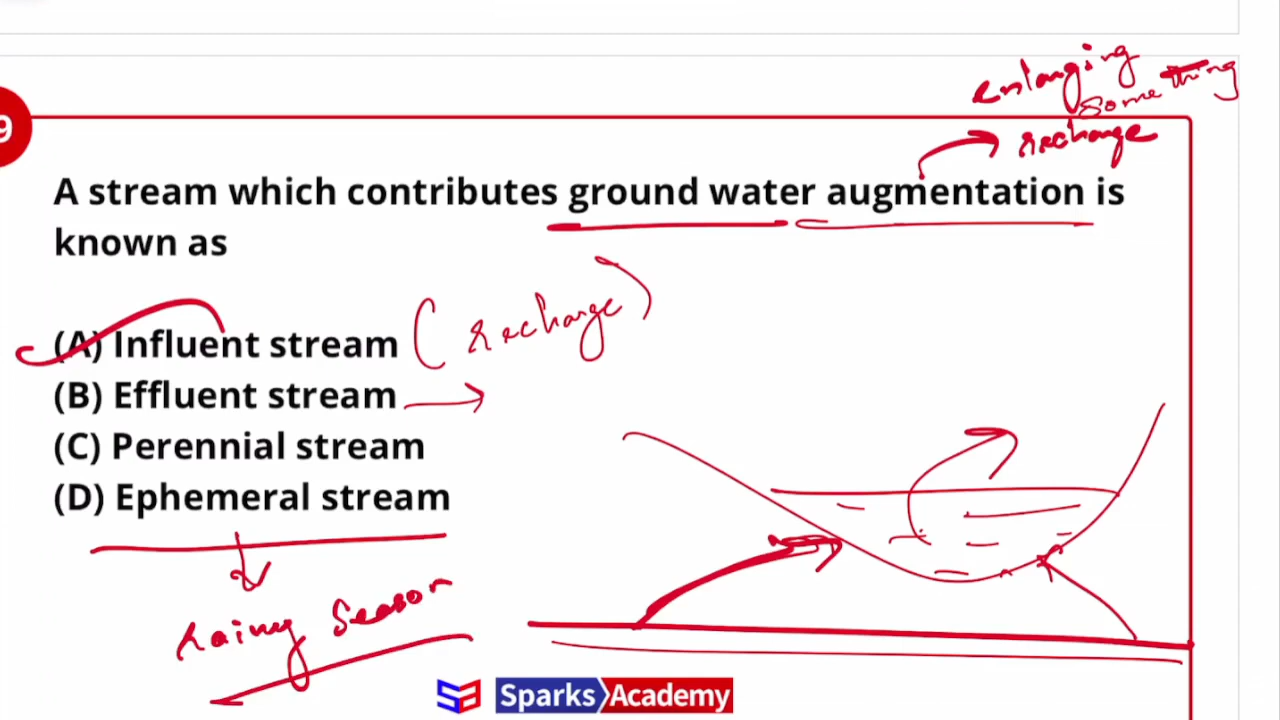 enlarging
something
recharge
9
A stream which contributes ground water augmentation is
known as
(A) Influent stream (recharge)
(B) Effluent stream
(C) Perennial stream
(D) Ephemeral stream
rainy season
Sparks Academy